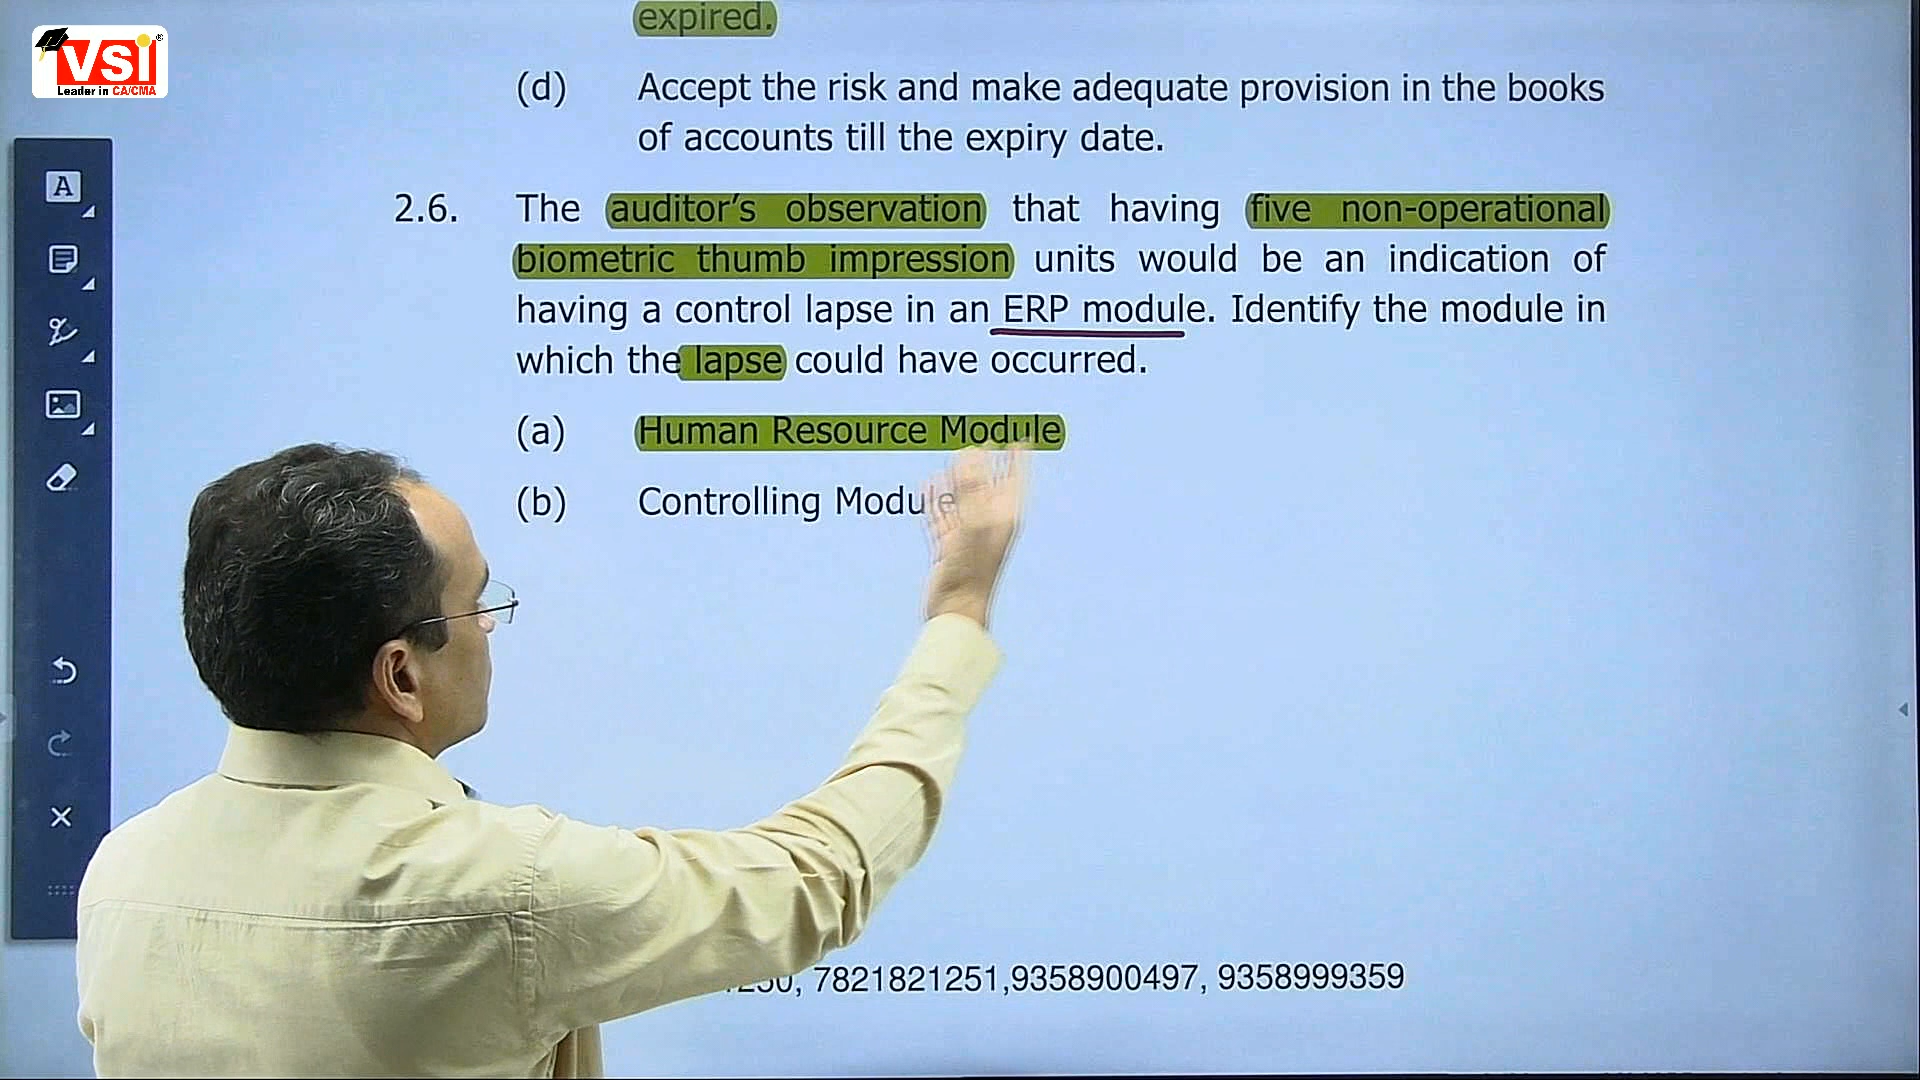 VSI
®
Leader in CA/CMA
expired.
(d) Accept the risk and make adequate provision in the books
of accounts till the expiry date.
A
2.6. The auditor's observation that having five non-operational
biometric thumb impression units would be an indication of
having a control lapse in an ERP module. Identify the module in
which the lapse could have occurred.
(a) Human Resource Module
(b) Controlling Module
7821821251,9358900497, 9358999359